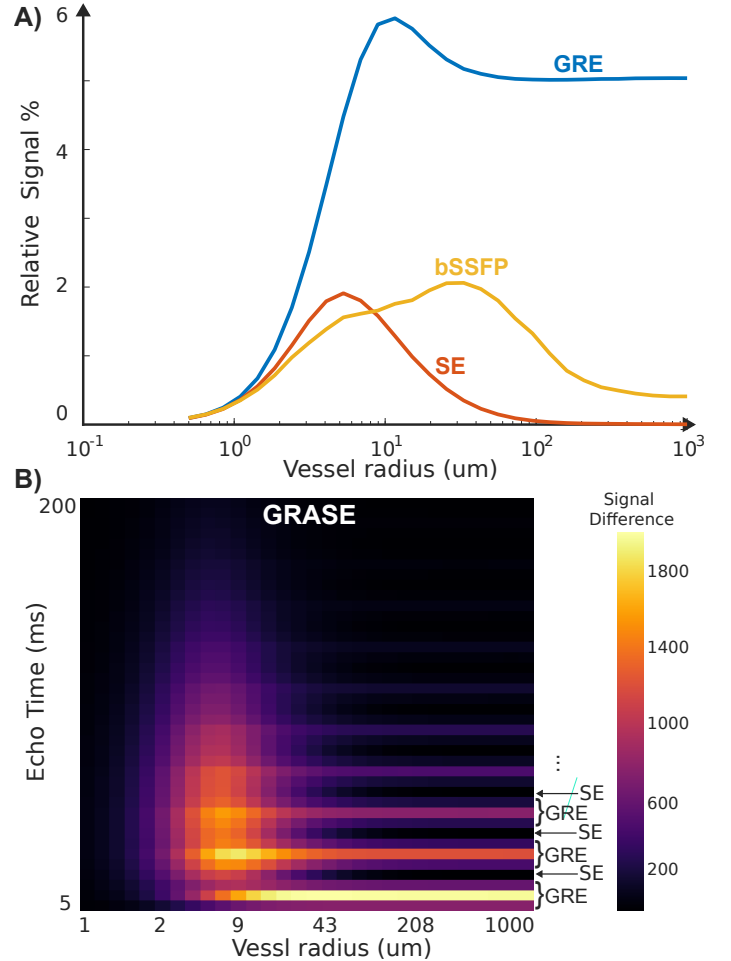 A)
6
4
2
0
Relative Signal %
GRE
bSSFP
SE
10-1
100
101
102
103
Vessel radius (um)
B)
GRASE
Signal
Difference
200
5
Echo Time (ms)
1800
1400
1000
600
200
...
SE
GRE
SE
GRE
SE
GRE
1
2
9
43
208
1000
Vessl radius (um)